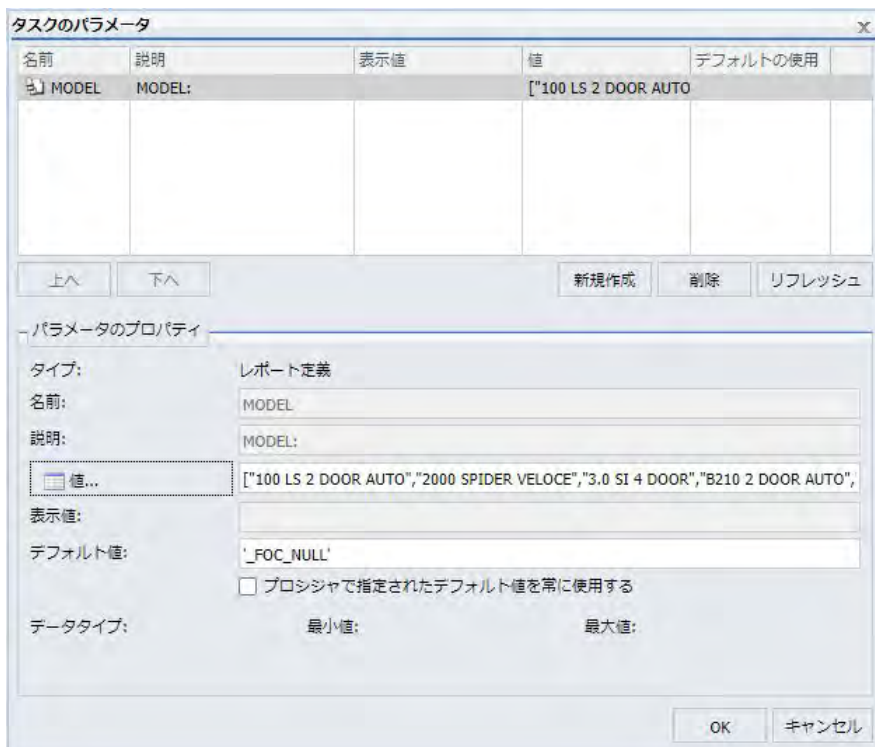 タスクのパラメータ x
名前 説明 表示値 値 デフォルトの使用
MODEL MODEL: ["100 LS 2 DOOR AUTO
上へ 下へ 新規作成 削除 リフレッシュ
パラメータのプロパティ
タイプ: レポート定義
名前: MODEL
説明: MODEL:
値... ["100 LS 2 DOOR AUTO","2000 SPIDER VELOCE","3.0 SI 4 DOOR","B210 2 DOOR AUTO",
表示値:
デフォルト値: '_FOC_NULL'
プロシジャで指定されたデフォルト値を常に使用する
データタイプ: 最小値: 最大値:
OK キャンセル